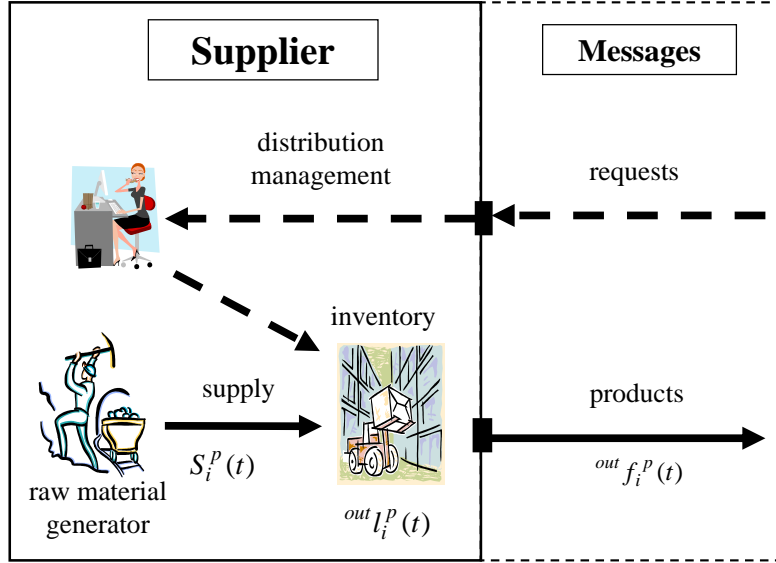 Supplier
Messages
distribution
management
requests
inventory
supply
products
S_i^p(t)
^{out} f_i^p(t)
raw material
generator
^{out} l_i^p(t)